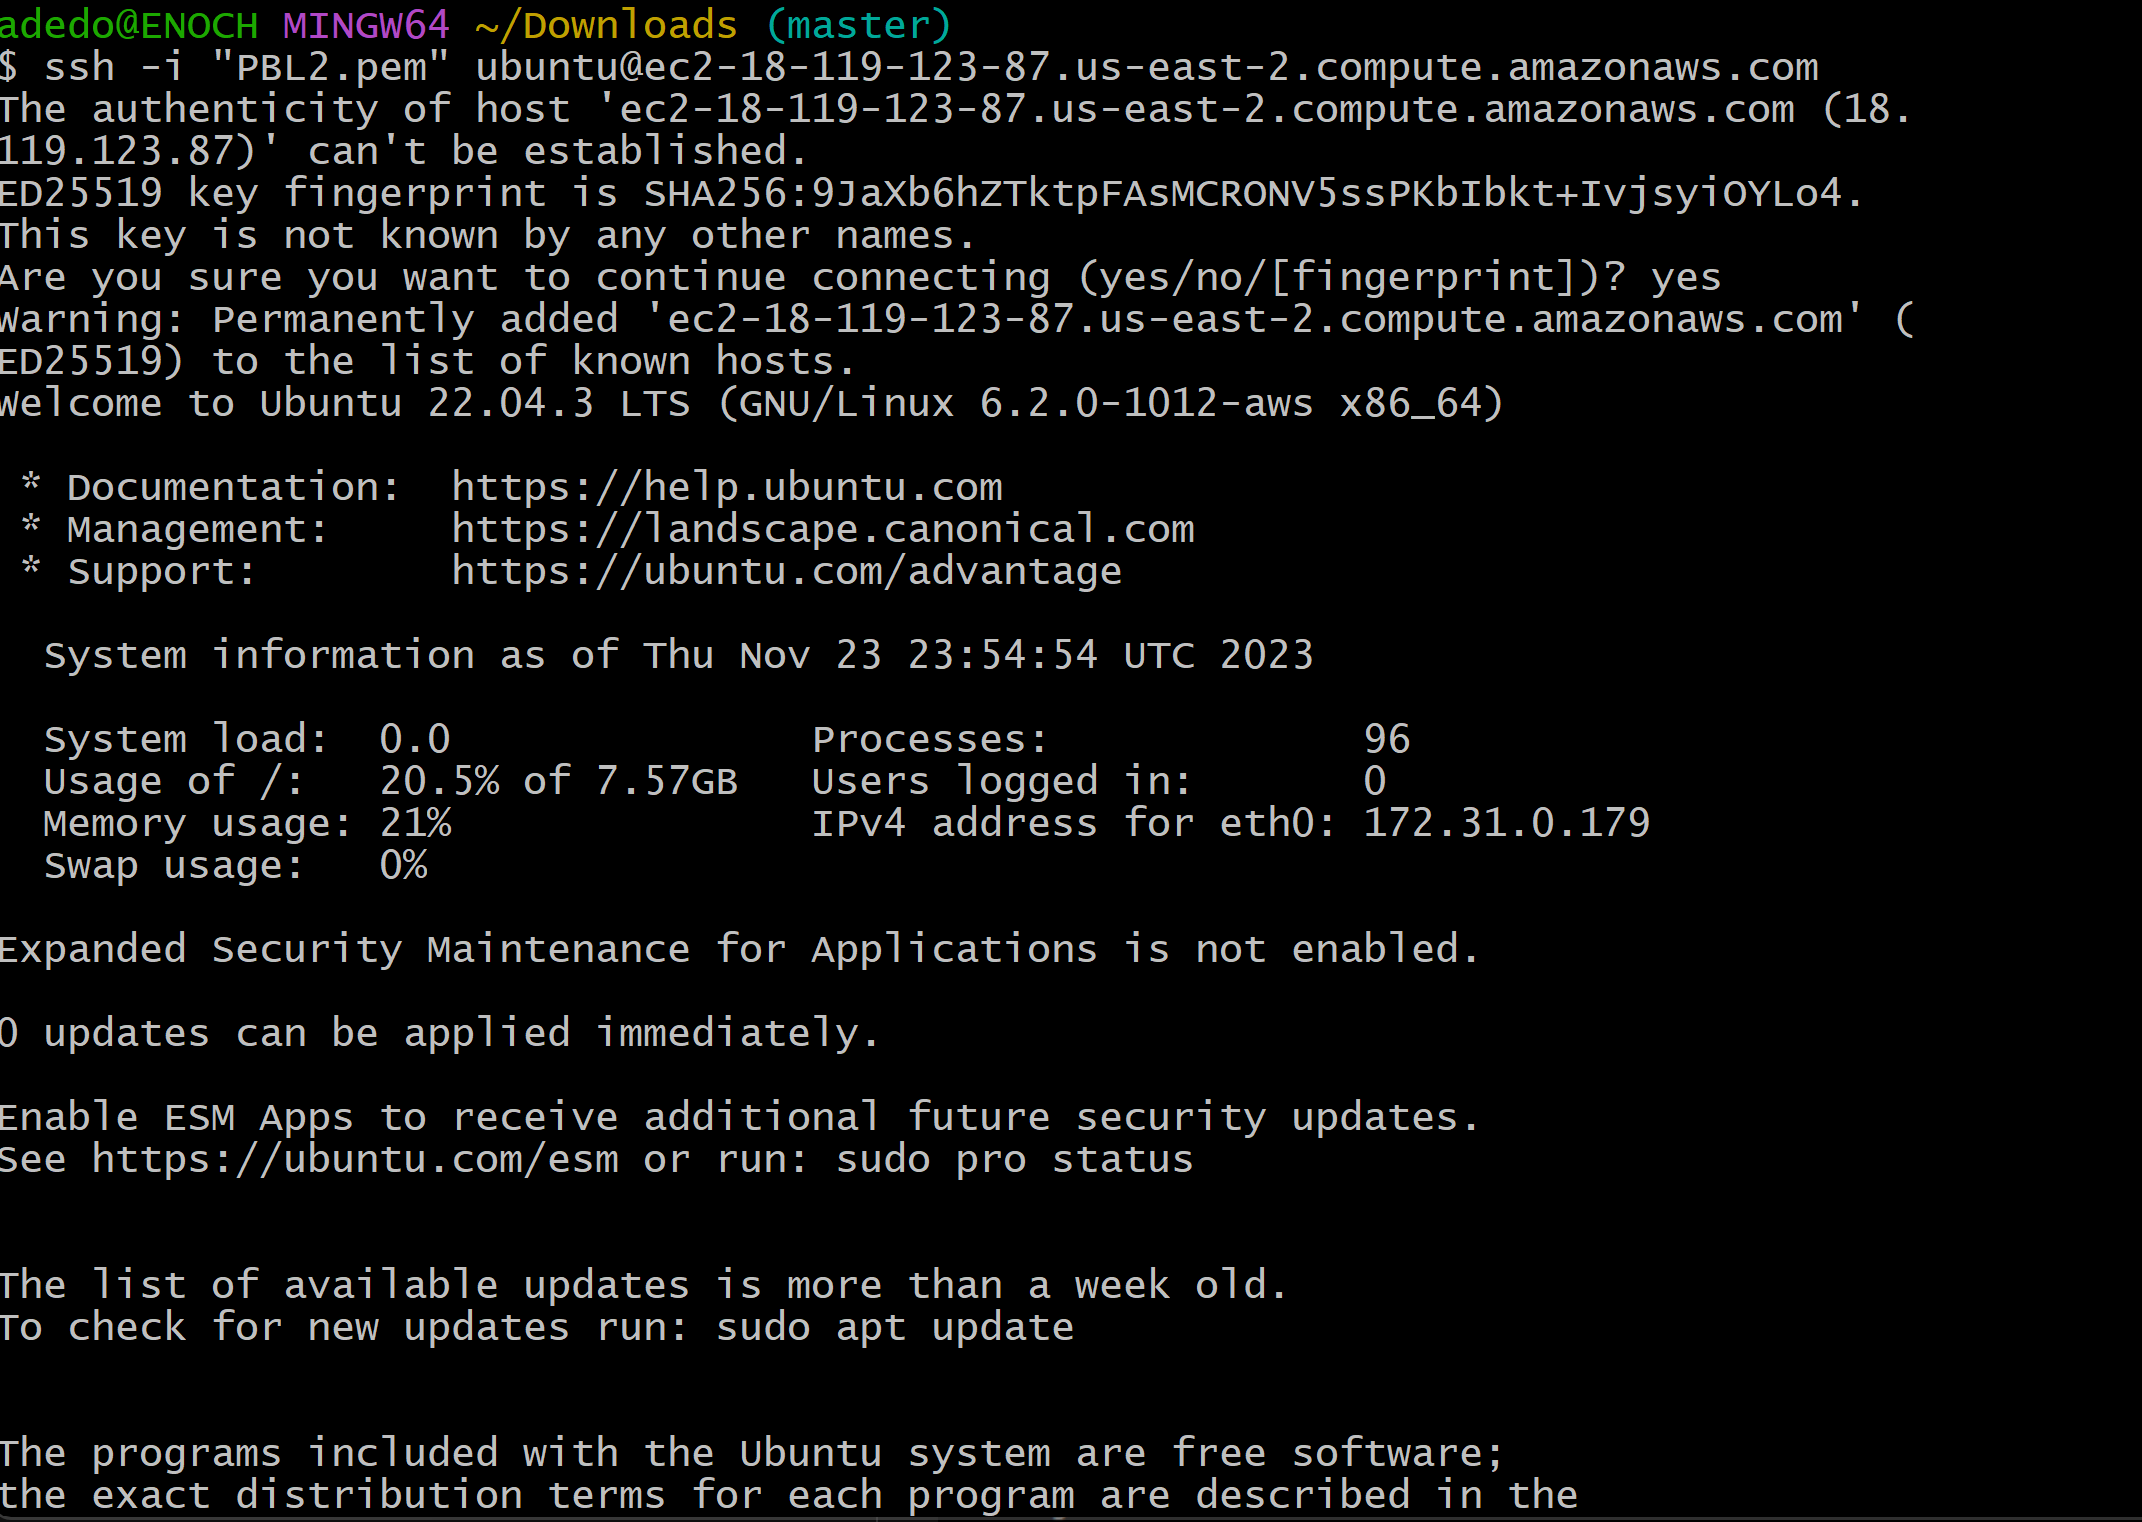 adedo@ENOCH MINGW64 ~/Downloads (master)
$ ssh -i "PBL2.pem" ubuntu@ec2-18-119-123-87.us-east-2.compute.amazonaws.com
The authenticity of host 'ec2-18-119-123-87.us-east-2.compute.amazonaws.com (18.
119.123.87)' can't be established.
ED25519 key fingerprint is SHA256:9JaXb6hZTktpFAsMCRONV5ssPKbIbkt+IvjsyiOYLo4.
This key is not known by any other names.
Are you sure you want to continue connecting (yes/no/[fingerprint])? yes
Warning: Permanently added 'ec2-18-119-123-87.us-east-2.compute.amazonaws.com' (
ED25519) to the list of known hosts.
Welcome to Ubuntu 22.04.3 LTS (GNU/Linux 6.2.0-1012-aws x86_64)
* Documentation:  https://help.ubuntu.com
* Management:     https://landscape.canonical.com
* Support:        https://ubuntu.com/advantage
System information as of Thu Nov 23 23:54:54 UTC 2023
System load:  0.0               Processes:             96
Usage of /:   20.5% of 7.57GB   Users logged in:       0
Memory usage: 21%               IPv4 address for eth0: 172.31.0.179
Swap usage:   0%
Expanded Security Maintenance for Applications is not enabled.
0 updates can be applied immediately.
Enable ESM Apps to receive additional future security updates.
See https://ubuntu.com/esm or run: sudo pro status
The list of available updates is more than a week old.
To check for new updates run: sudo apt update
The programs included with the Ubuntu system are free software;
the exact distribution terms for each program are described in the